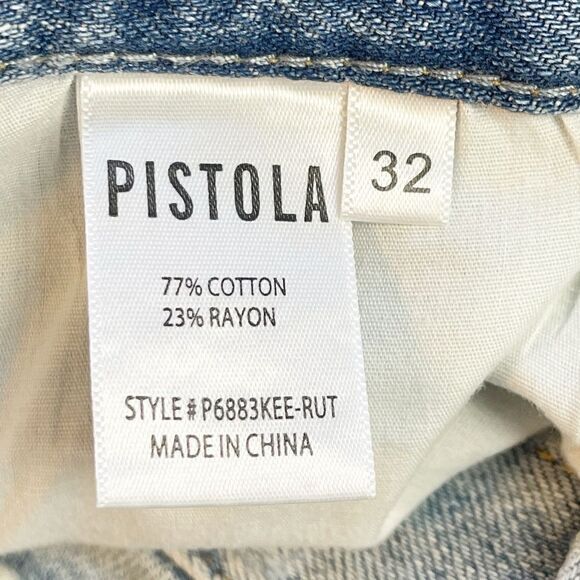 PISTOLA
32
77% COTTON
23% RAYON
STYLE#P6883KEE-RUT
MADE IN CHINA